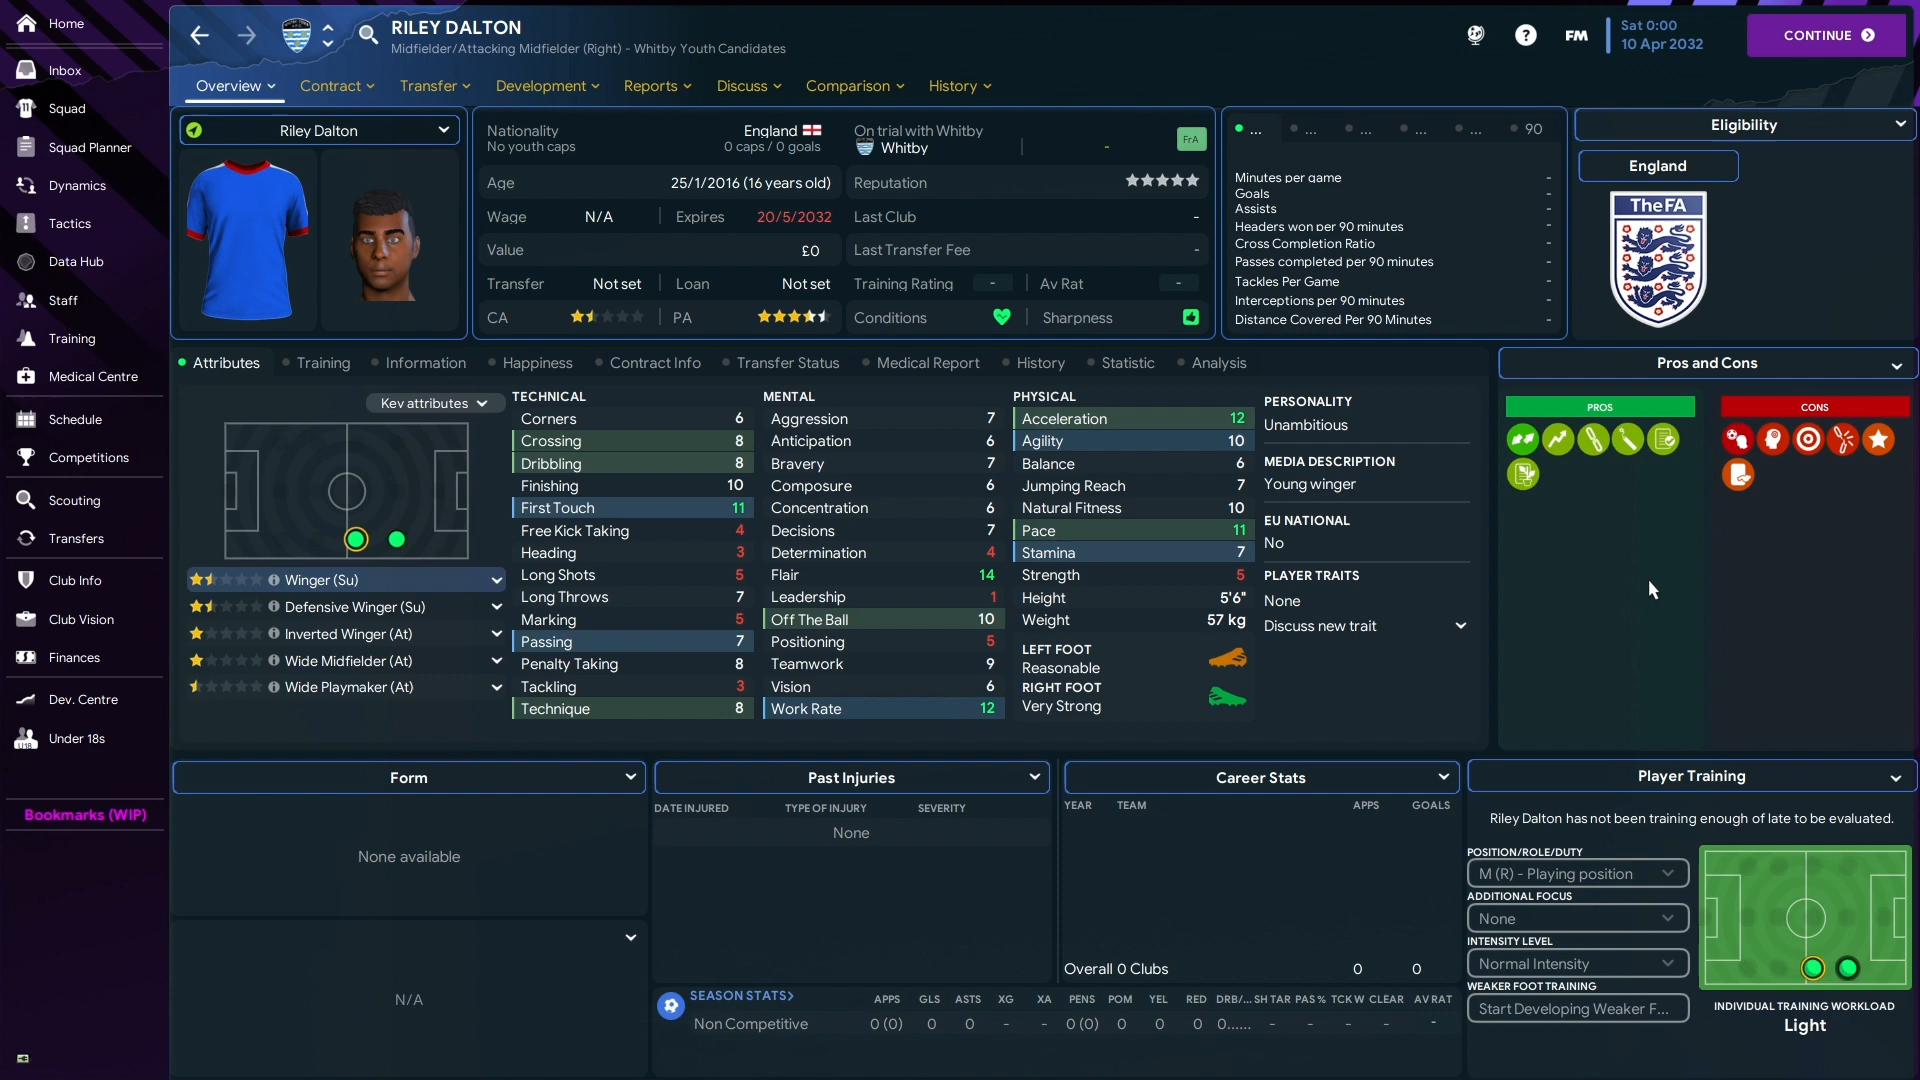 Home
Inbox
Squad
Squad Planner
Dynamics
Tactics
Data Hub
Staff
Training
Medical Centre
Schedule
Competitions
Scouting
Transfers
Club Info
Club Vision
Finances
Dev. Centre
U18
Under 18s
Bookmarks (WIP)
RILEY DALTON
Midfielder/Attacking Midfielder (Right) - Whitby Youth Candidates
?
FM
Sat 0:00
10 Apr 2032
CONTINUE
Overview Contract Transfer Development Reports Discuss Comparison History
Riley Dalton
Nationality England
No youth caps 0 caps / 0 goals
Age 25/1/2016 (16 years old)
Wage N/A Expires 20/5/2032
Value £0
Transfer Not set Loan Not set
CA PA
On trial with Whitby
Whitby - FrA
Reputation
Last Club -
Last Transfer Fee -
Training Rating - Av Rat -
Conditions Sharpness
... ... ... ... ... 90
Minutes per game -
Goals -
Assists -
Headers won per 90 minutes -
Cross Completion Ratio -
Passes completed per 90 minutes -
Tackles Per Game -
Interceptions per 90 minutes -
Distance Covered Per 90 Minutes -
Eligibility
England
The FA
Attributes Training Information Happiness Contract Info Transfer Status Medical Report History Statistic Analysis
Key attributes
Winger (Su)
Defensive Winger (Su)
Inverted Winger (At)
Wide Midfielder (At)
Wide Playmaker (At)
TECHNICAL
Corners 6
Crossing 8
Dribbling 8
Finishing 10
First Touch 11
Free Kick Taking 4
Heading 3
Long Shots 5
Long Throws 7
Marking 5
Passing 7
Penalty Taking 8
Tackling 3
Technique 8
MENTAL
Aggression 7
Anticipation 6
Bravery 7
Composure 6
Concentration 6
Decisions 7
Determination 4
Flair 14
Leadership 1
Off The Ball 10
Positioning 5
Teamwork 9
Vision 6
Work Rate 12
PHYSICAL
Acceleration 12
Agility 10
Balance 6
Jumping Reach 7
Natural Fitness 10
Pace 11
Stamina 7
Strength 5
Height 5'6"
Weight 57 kg
LEFT FOOT
Reasonable
RIGHT FOOT
Very Strong
PERSONALITY
Unambitious
MEDIA DESCRIPTION
Young winger
EU NATIONAL
No
PLAYER TRAITS
None
Discuss new trait
Pros and Cons
PROS CONS
Form
None available
N/A
Past Injuries
DATE INJURED TYPE OF INJURY SEVERITY
None
Career Stats
YEAR TEAM APPS GOALS
Overall 0 Clubs 0 0
SEASON STATS> APPS GLS ASTS XG XA PENS POM YEL RED DRB/... SH TAR PAS % TCK W CLEAR AV RAT
Non Competitive 0 (0) 0 0 - - 0 (0) 0 0 0 0...... - - - - -
Player Training
Riley Dalton has not been training enough of late to be evaluated.
POSITION/ROLE/DUTY
M (R) - Playing position
ADDITIONAL FOCUS
None
INTENSITY LEVEL
Normal Intensity
WEAKER FOOT TRAINING
Start Developing Weaker F...
INDIVIDUAL TRAINING WORKLOAD
Light